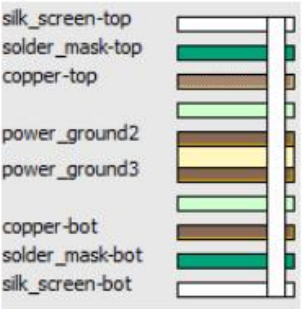 silk_screen-top
solder_mask-top
copper-top
power_ground2
power_ground3
copper-bot
solder_mask-bot
silk_screen-bot